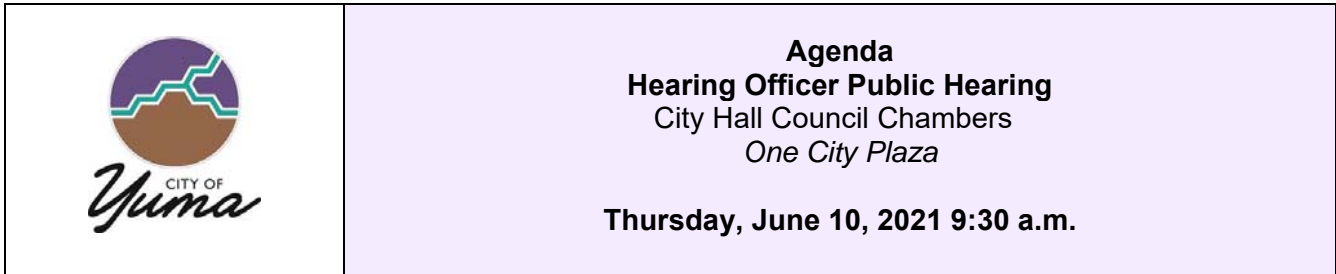 CITY OF
Yuma
Agenda
Hearing Officer Public Hearing
City Hall Council Chambers
One City Plaza
Thursday, June 10, 2021 9:30 a.m.